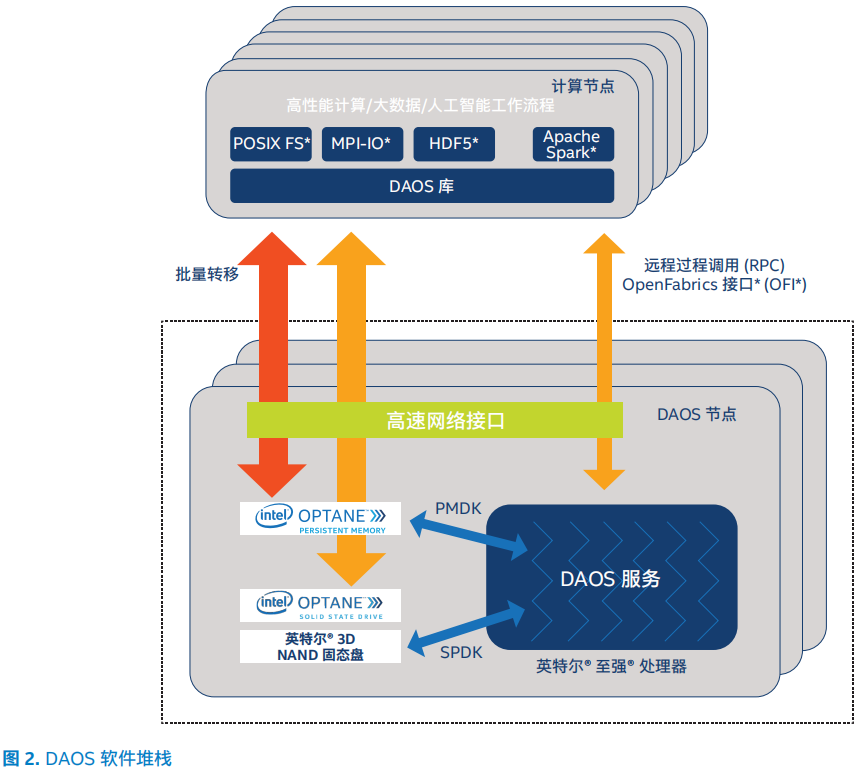 计算节点
高性能计算/大数据/人工智能工作流程
POSIX FS*
MPI-IO*
HDF5*
Apache
Spark*
DAOS 库
批量转移
远程过程调用 (RPC)
OpenFabrics 接口* (OFI*)
高速网络接口
DAOS 节点
intel OPTANE™
PERSISTENT MEMORY
PMDK
DAOS 服务
intel OPTANE™
SOLID STATE DRIVE
英特尔® 3D
NAND 固态盘
SPDK
英特尔® 至强® 处理器
图 2. DAOS 软件堆栈